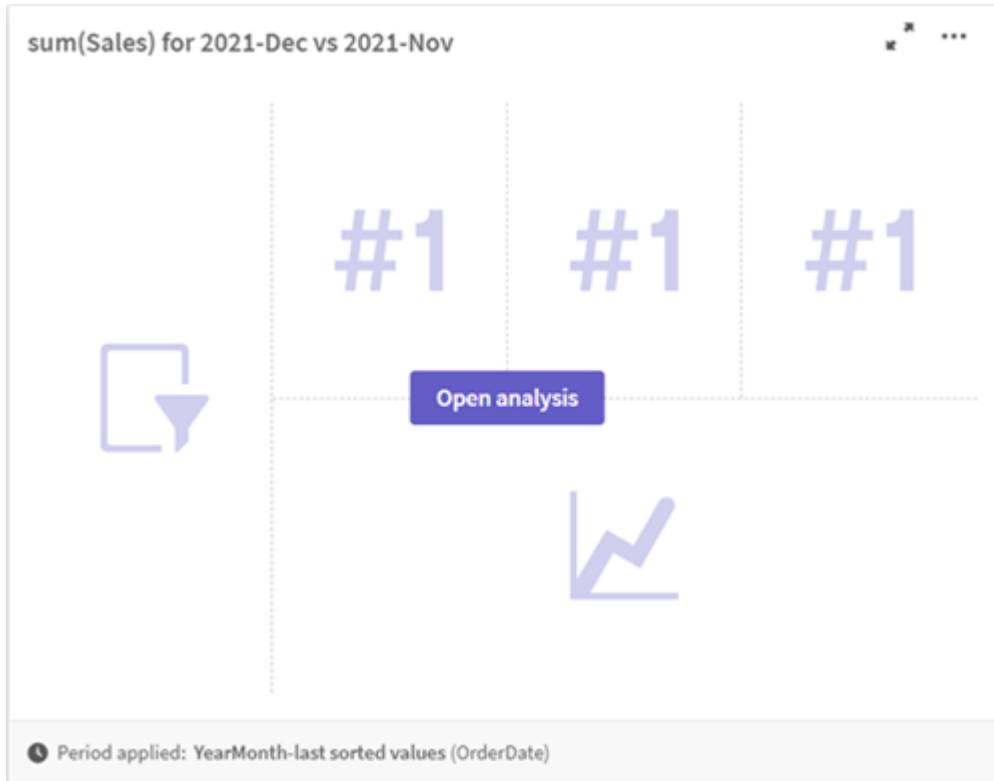 sum(Sales) for 2021-Dec vs 2021-Nov
#1 #1 #1
Open analysis
Period applied: YearMonth-last sorted values (OrderDate)